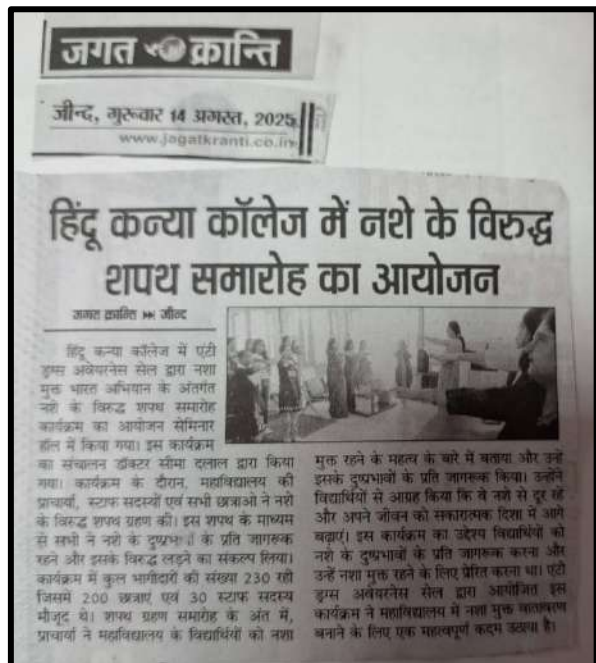 जगत क्रान्ति
जीन्द, गुरूवार 14 अगस्त, 2025
www.jagatkranti.co.in
हिंदू कन्या कॉलेज में नशे के विरुद्ध
शपथ समारोह का आयोजन
जगत क्रान्ति ⏭ जीन्द
हिंदू कन्या कॉलेज में एंटी
ड्रग्स अवेयरनेस सेल द्वारा नशा
मुक्त भारत अभियान के अंतर्गत
नशे के विरुद्ध शपथ समारोह
कार्यक्रम का आयोजन सेमिनार
हॉल में किया गया। इस कार्यक्रम
का संचालन डॉक्टर सीमा दलाल द्वारा किया
गया। कार्यक्रम के दौरान, महाविद्यालय की
प्राचार्या, स्टाफ सदस्यों एवं सभी छात्राओ ने नशे
के विरुद्ध शपथ ग्रहण की। इस शपथ के माध्यम
से सभी ने नशे के के प्रति जागरूक
रहने और इसके विरुद्ध लड़ने का संकल्प लिया।
कार्यक्रम में कुल भागीदारों की संख्या 230 रही
जिसमें 200 छात्राएं एवं 30 स्टाफ सदस्य
मौजूद थे। शपथ ग्रहण समारोह के अंत में,
प्राचार्या ने महाविद्यालय के विद्यार्थियों को नशा
मुक्त रहने के महत्व के बारे में बताया और उन्हें
इसके दुष्प्रभावों के प्रति जागरूक किया। उन्होंने
विद्यार्थियों से आग्रह किया कि वे नशे से दूर रहें
और अपने जीवन को सकारात्मक दिशा में आगे
बढ़ाएं। इस कार्यक्रम का उद्देश्य विद्यार्थियों को
नशे के दुष्प्रभावों के प्रति जागरूक करना और
उन्हें नशा मुक्त रहने के लिए प्रेरित करना था। एंटी
ड्रग्स अवेयरनेस सेल द्वारा आयोजित इस
कार्यक्रम ने महाविद्यालय में नशा मुक्त वातावरण
बनाने के लिए एक महत्वपूर्ण कदम उठाया है।